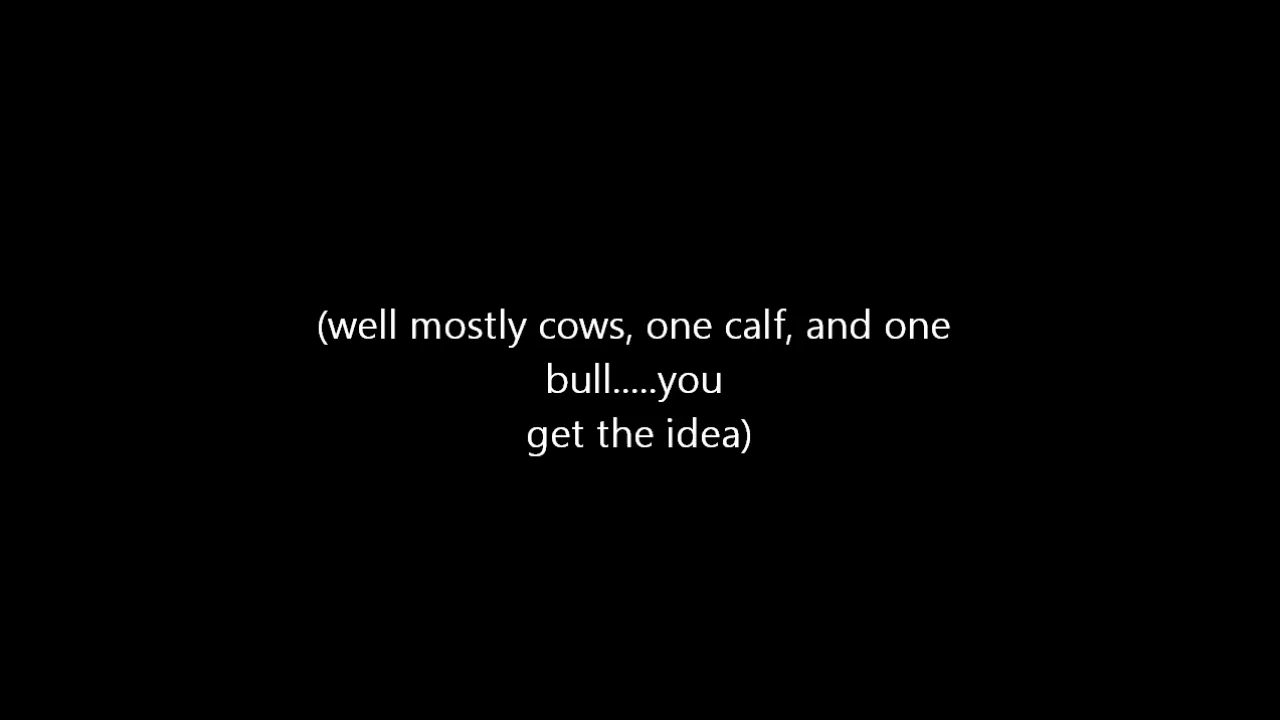 (well mostly cows, one calf, and one
bull.....you
get the idea)